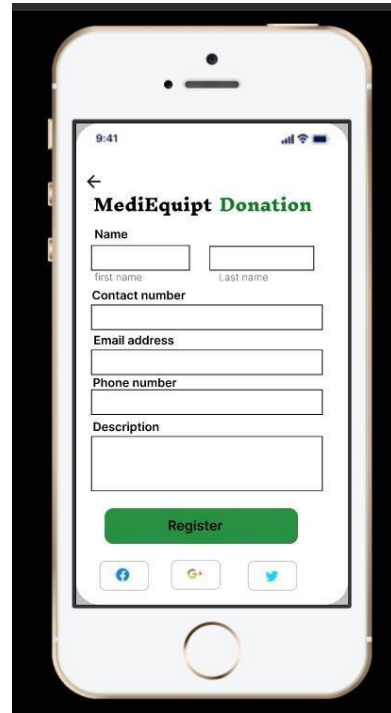 9:41
MediEquipt Donation
Name
first name Last name
Contact number
Email address
Phone number
Description
Register
G+